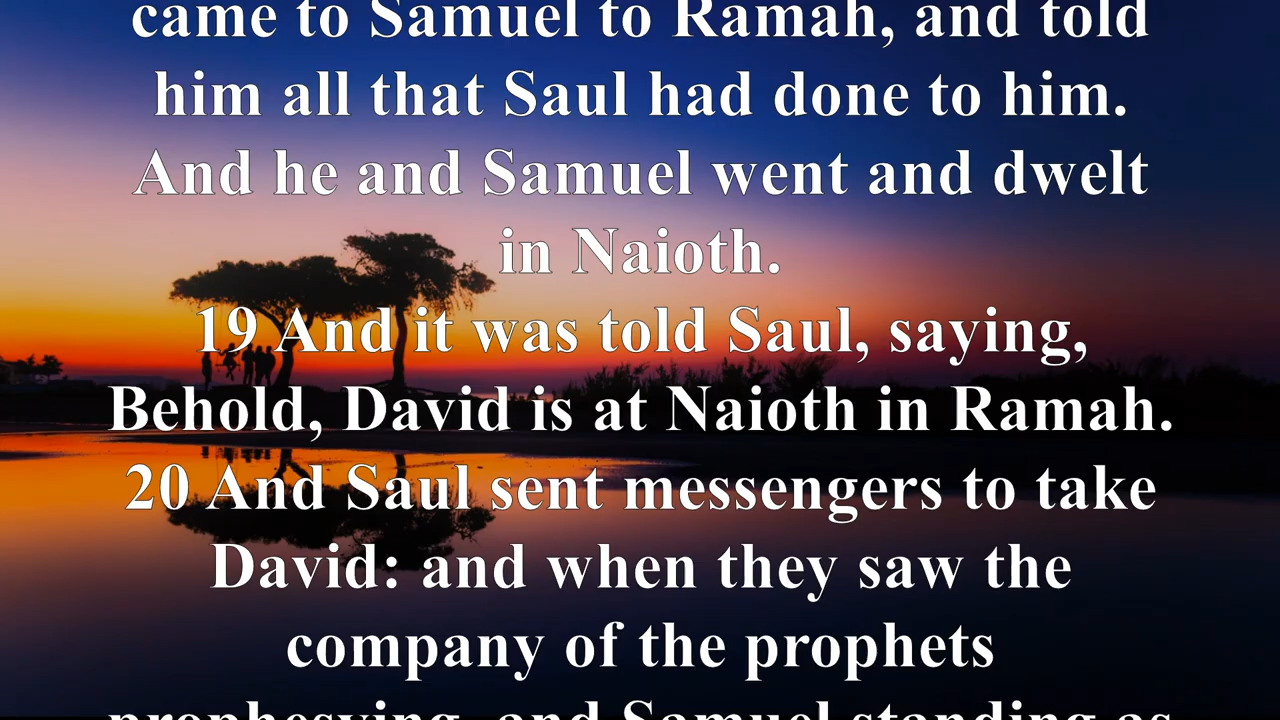 came to Samuel to Ramah, and told
him all that Saul had done to him.
And he and Samuel went and dwelt
in Naioth.
19 And it was told Saul, saying,
Behold, David is at Naioth in Ramah.
20 And Saul sent messengers to take
David: and when they saw the
company of the prophets
prophesying, and Samuel standing as